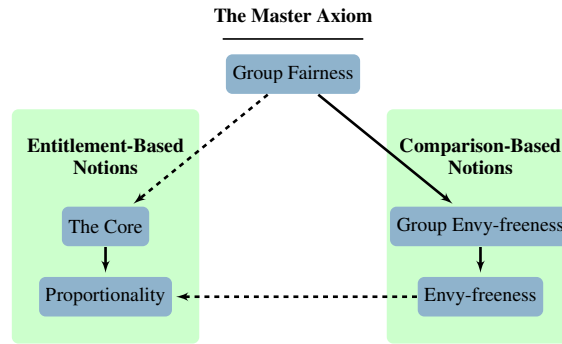 The Master Axiom
Group Fairness
Entitlement-Based
Notions
The Core
Proportionality
Comparison-Based
Notions
Group Envy-freeness
Envy-freeness